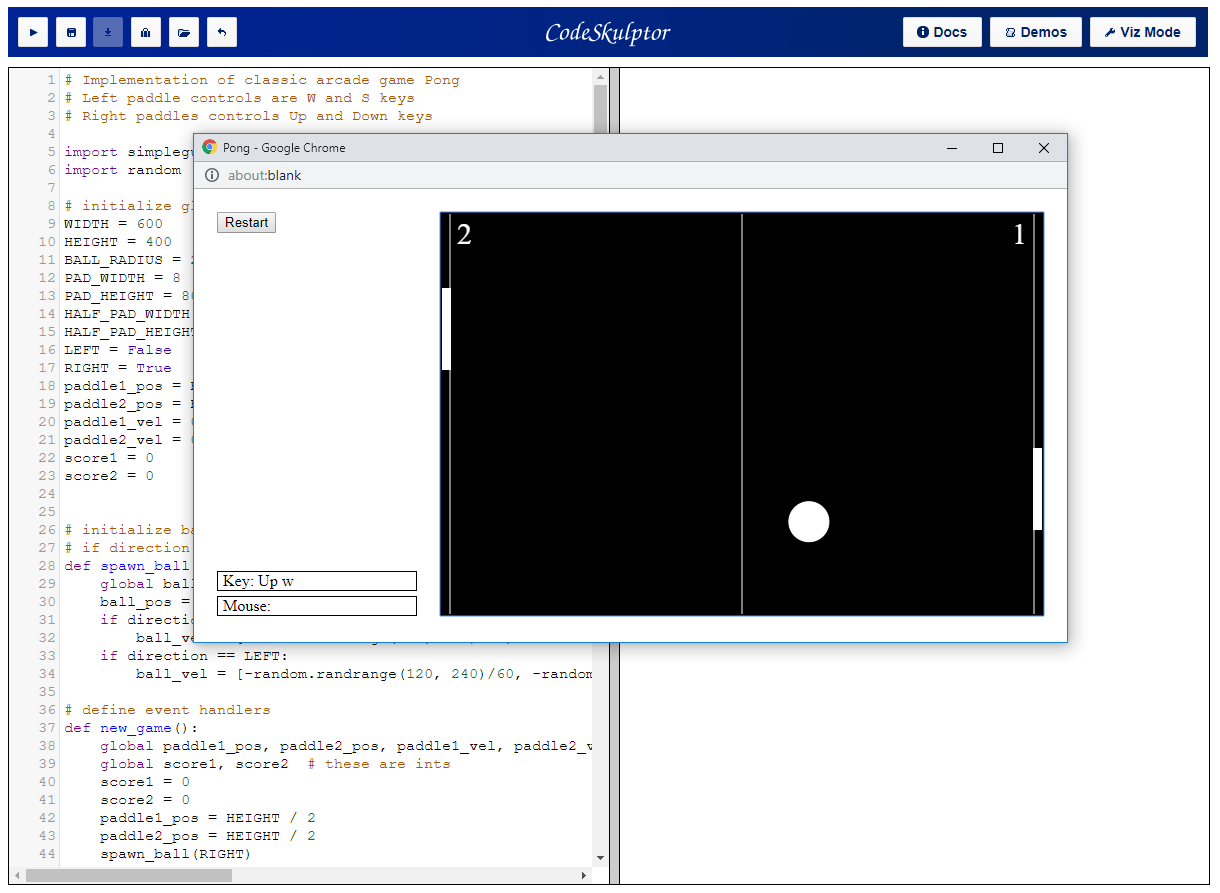 CodeSkulptor
Docs
Demos
Viz Mode
1 # Implementation of classic arcade game Pong
2 # Left paddle controls are W and S keys
3 # Right paddles controls Up and Down keys
4
5 import simplegu
6 import random
7
8 # initialize gl
9 WIDTH = 600
10 HEIGHT = 400
11 BALL_RADIUS =
12 PAD_WIDTH = 8
13 PAD_HEIGHT = 80
14 HALF_PAD_WIDTH
15 HALF_PAD_HEIGHT
16 LEFT = False
17 RIGHT = True
18 paddle1_pos =
19 paddle2_pos =
20 paddle1_vel =
21 paddle2_vel =
22 score1 = 0
23 score2 = 0
24
25
26 # initialize ba
27 # if direction
28 def spawn_ball
29 global ball
30 ball_pos =
31 if directio
32 ball_ve
33 if direction == LEFT:
34 ball_vel = [-random.randrange(120, 240)/60, -random
35
36 # define event handlers
37 def new_game():
38 global paddle1_pos, paddle2_pos, paddle1_vel, paddle2_v
39 global score1, score2 # these are ints
40 score1 = 0
41 score2 = 0
42 paddle1_pos = HEIGHT / 2
43 paddle2_pos = HEIGHT / 2
44 spawn_ball(RIGHT)
Pong - Google Chrome
about:blank
Restart
2
1
Key: Up w
Mouse: